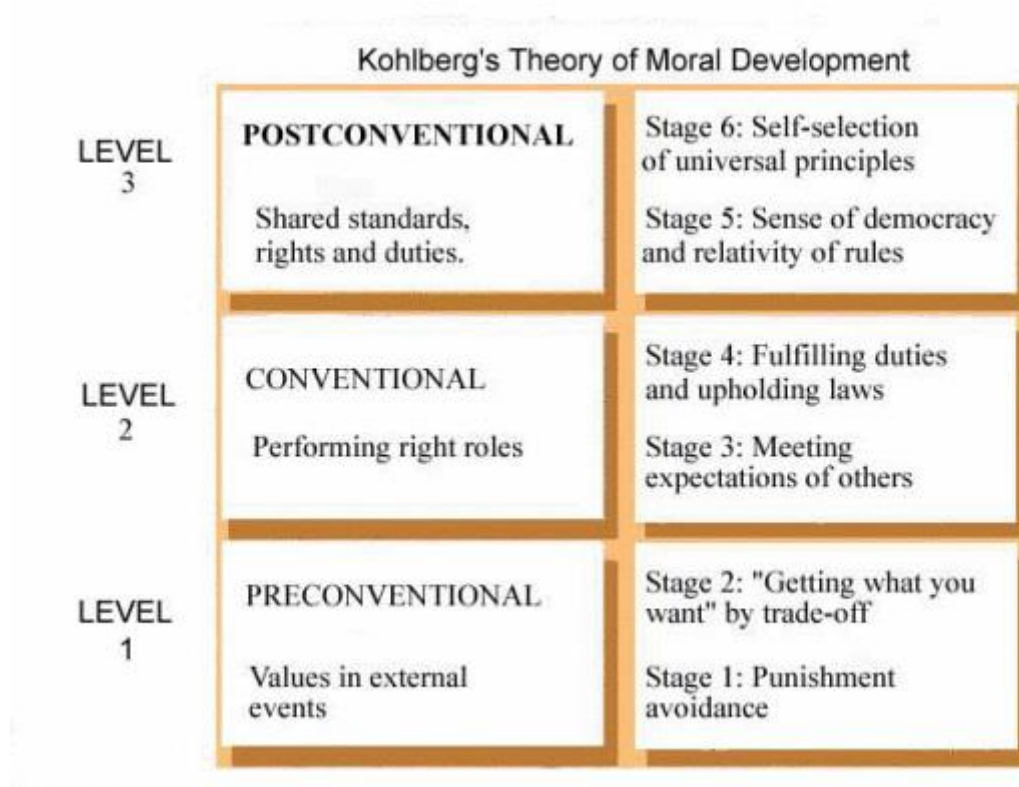 Kohlberg's Theory of Moral Development
LEVEL
3
POSTCONVENTIONAL
Shared standards,
rights and duties.
Stage 6: Self-selection
of universal principles
Stage 5: Sense of democracy
and relativity of rules
LEVEL
2
CONVENTIONAL
Performing right roles
Stage 4: Fulfilling duties
and upholding laws
Stage 3: Meeting
expectations of others
LEVEL
1
PRECONVENTIONAL
Values in external
events
Stage 2: "Getting what you
want" by trade-off
Stage 1: Punishment
avoidance